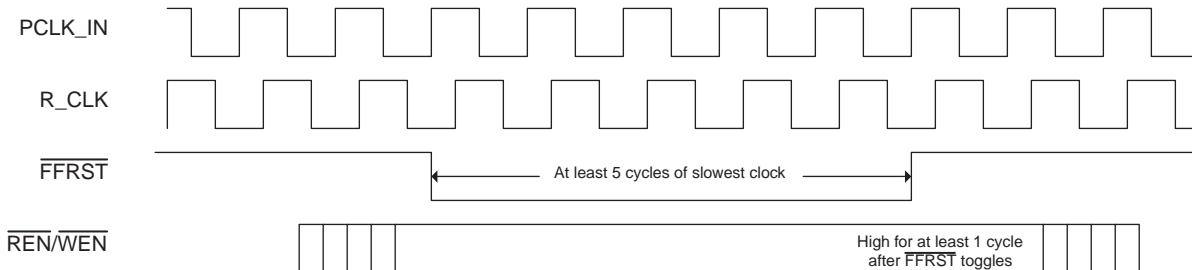 PCLK_IN
R_CLK
FFRST
At least 5 cycles of slowest clock
REN/WEN
High for at least 1 cycle
after FFRST toggles